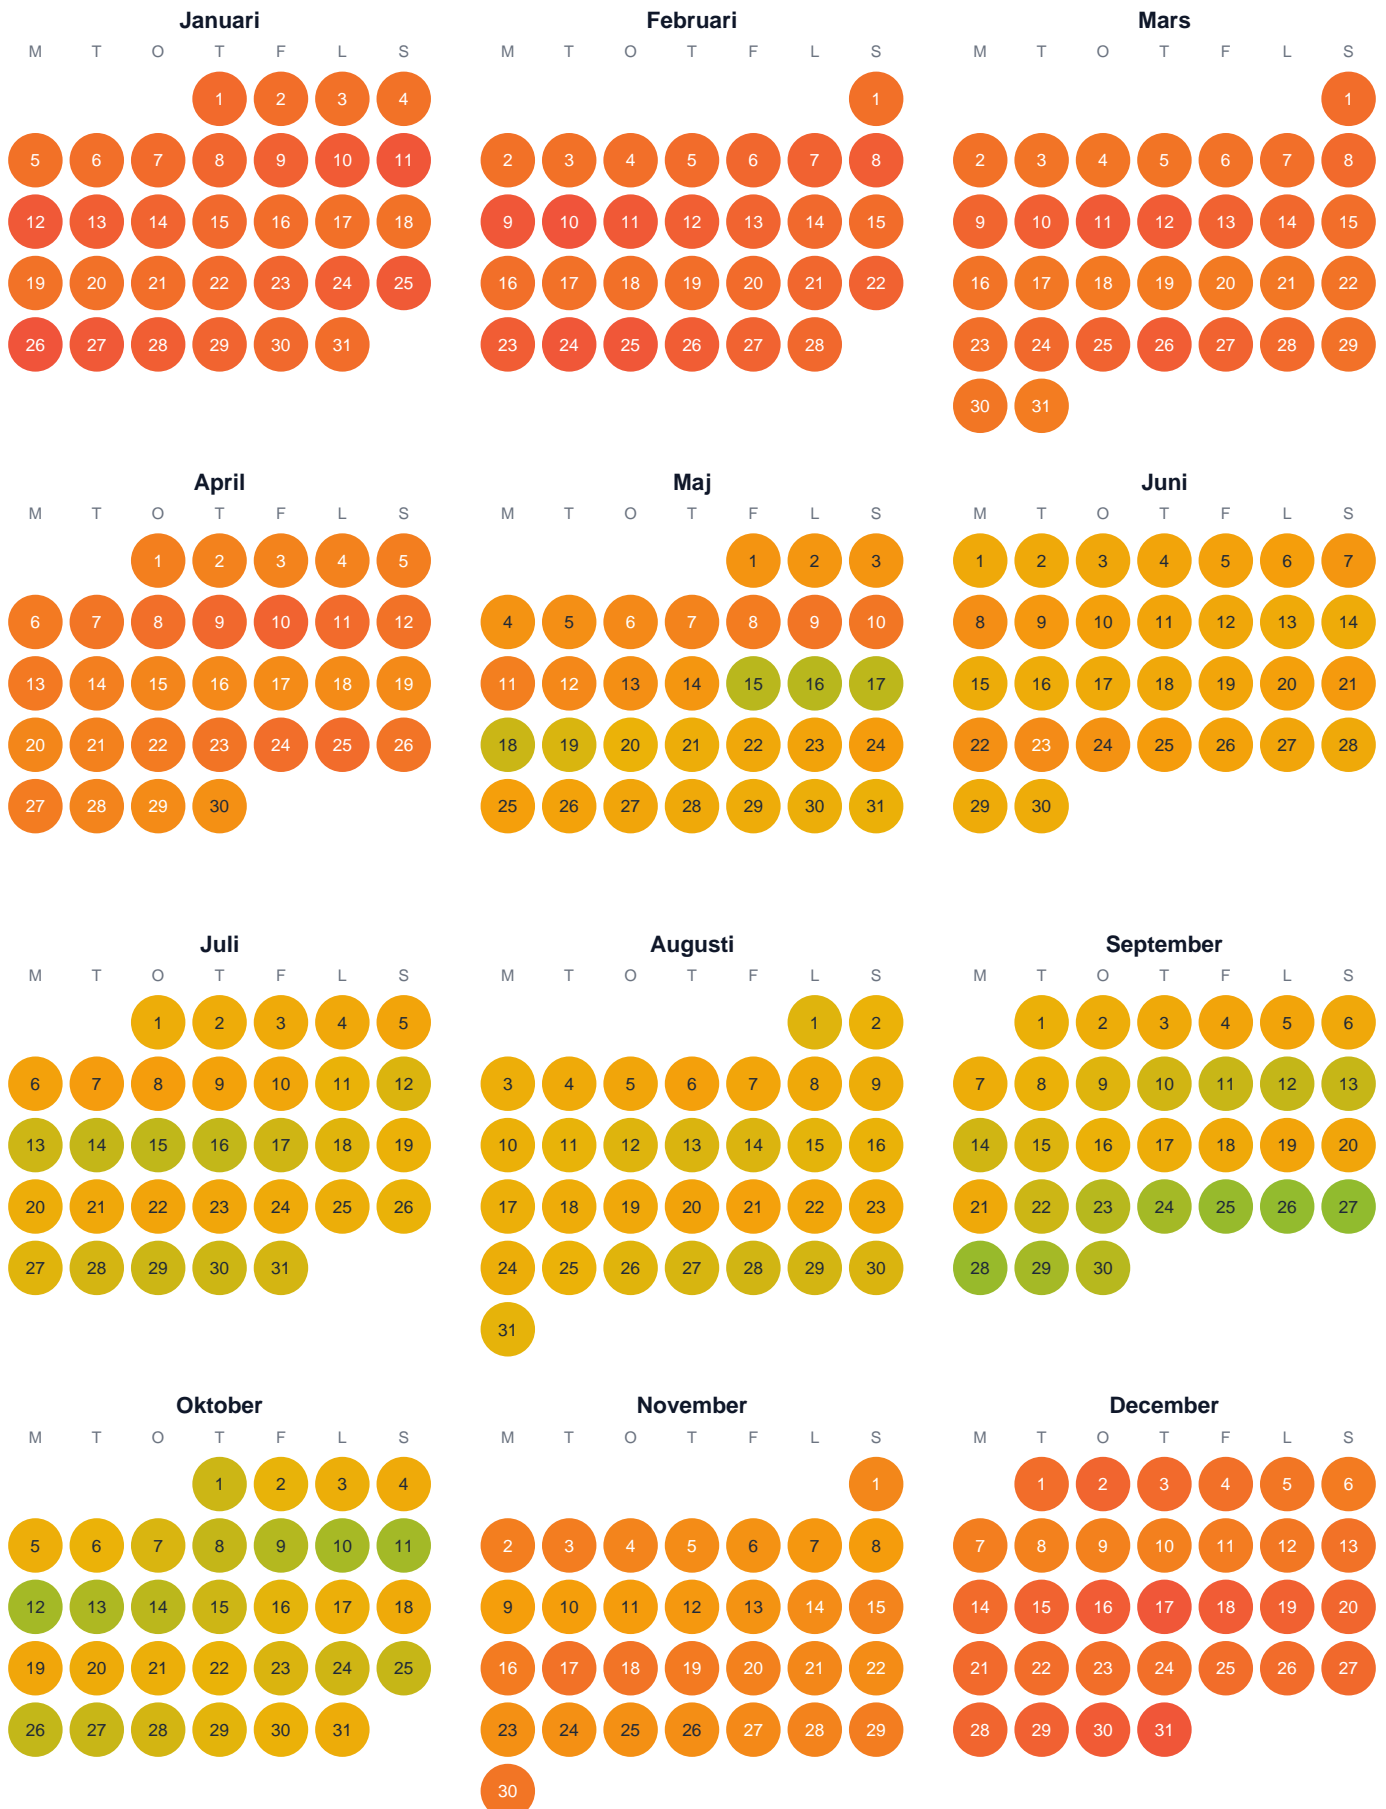 Januari Februari Mars
M T O T F L S M T O T F L S M T O T F L S
1 2 3 4 1 1
5 6 7 8 9 10 11 2 3 4 5 6 7 8 2 3 4 5 6 7 8
12 13 14 15 16 17 18 9 10 11 12 13 14 15 9 10 11 12 13 14 15
19 20 21 22 23 24 25 16 17 18 19 20 21 22 16 17 18 19 20 21 22
26 27 28 29 30 31 23 24 25 26 27 28 23 24 25 26 27 28 29
30 31
April Maj Juni
M T O T F L S M T O T F L S M T O T F L S
1 2 3 4 5 1 2 3 1 2 3 4 5 6 7
6 7 8 9 10 11 12 4 5 6 7 8 9 10 8 9 10 11 12 13 14
13 14 15 16 17 18 19 11 12 13 14 15 16 17 15 16 17 18 19 20 21
20 21 22 23 24 25 26 18 19 20 21 22 23 24 22 23 24 25 26 27 28
27 28 29 30 25 26 27 28 29 30 31 29 30
Juli Augusti September
M T O T F L S M T O T F L S M T O T F L S
1 2 3 4 5 1 2 1 2 3 4 5 6
6 7 8 9 10 11 12 3 4 5 6 7 8 9 7 8 9 10 11 12 13
13 14 15 16 17 18 19 10 11 12 13 14 15 16 14 15 16 17 18 19 20
20 21 22 23 24 25 26 17 18 19 20 21 22 23 21 22 23 24 25 26 27
27 28 29 30 31 24 25 26 27 28 29 30 28 29 30
31
Oktober November December
M T O T F L S M T O T F L S M T O T F L S
1 2 3 4 1 1 2 3 4 5 6
5 6 7 8 9 10 11 2 3 4 5 6 7 8 7 8 9 10 11 12 13
12 13 14 15 16 17 18 9 10 11 12 13 14 15 14 15 16 17 18 19 20
19 20 21 22 23 24 25 16 17 18 19 20 21 22 21 22 23 24 25 26 27
26 27 28 29 30 31 23 24 25 26 27 28 29 28 29 30 31
30